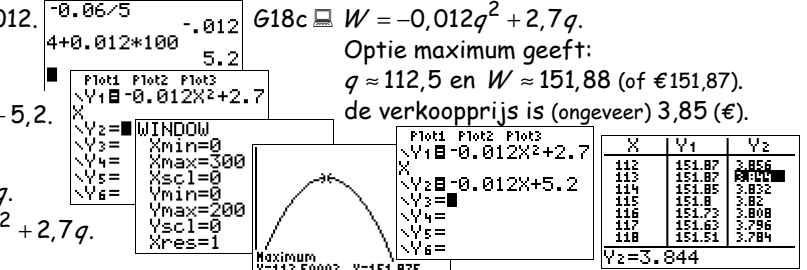 012.
-0.06/5
-.012
4+0.012*100
5.2
G18c W = −0,012q² + 2,7q.
Optie maximum geeft:
q ≈ 112,5 en W ≈ 151,88 (of €151,87).
de verkoopprijs is (ongeveer) 3,85 (€).
− 5,2.
Plot1 Plot2 Plot3
\Y1=-0.012X²+2.7
X
\Y2=
\Y3=
\Y4=
\Y5=
\Y6=
q.
² + 2,7q.
WINDOW
Xmin=0
Xmax=300
Xscl=0
Ymin=0
Ymax=200
Yscl=0
Xres=1
Maximum
Plot1 Plot2 Plot3
\Y1=-0.012X²+2.7
X
\Y2=-0.012X+5.2
\Y3=
\Y4=
\Y5=
\Y6=
X Y1 Y2
112 151.87 3.856
113 151.87 3.844
114 151.85 3.832
115 151.8 3.82
116 151.73 3.808
117 151.63 3.796
118 151.51 3.784
Y2=3.844